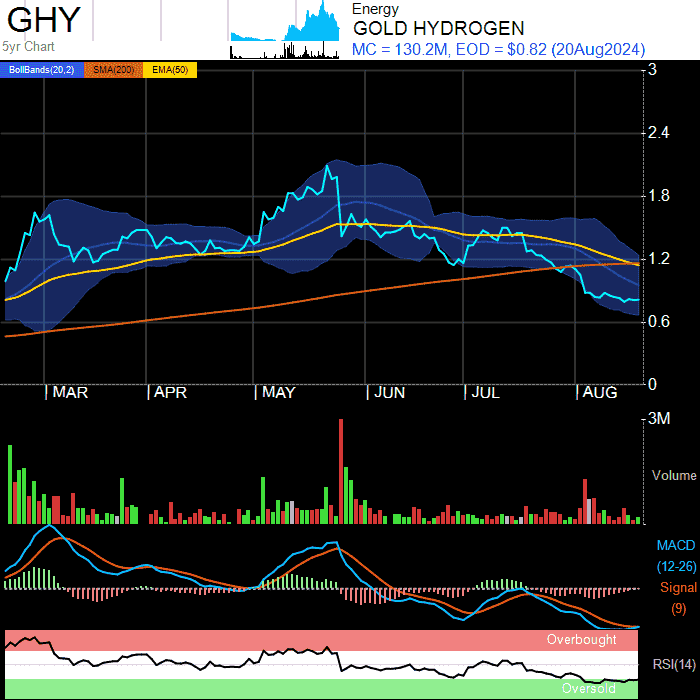 GHY
5yr Chart
Energy
GOLD HYDROGEN
MC = 130.2M, EOD = $0.82 (20Aug2024)
BollBands(20,2) SMA(200) EMA(50)
3
2.4
1.8
1.2
0.6
0
MAR APR MAY JUN JUL AUG
3M
Volume
MACD
(12-26)
Signal
(9)
Overbought
RSI(14)
Oversold